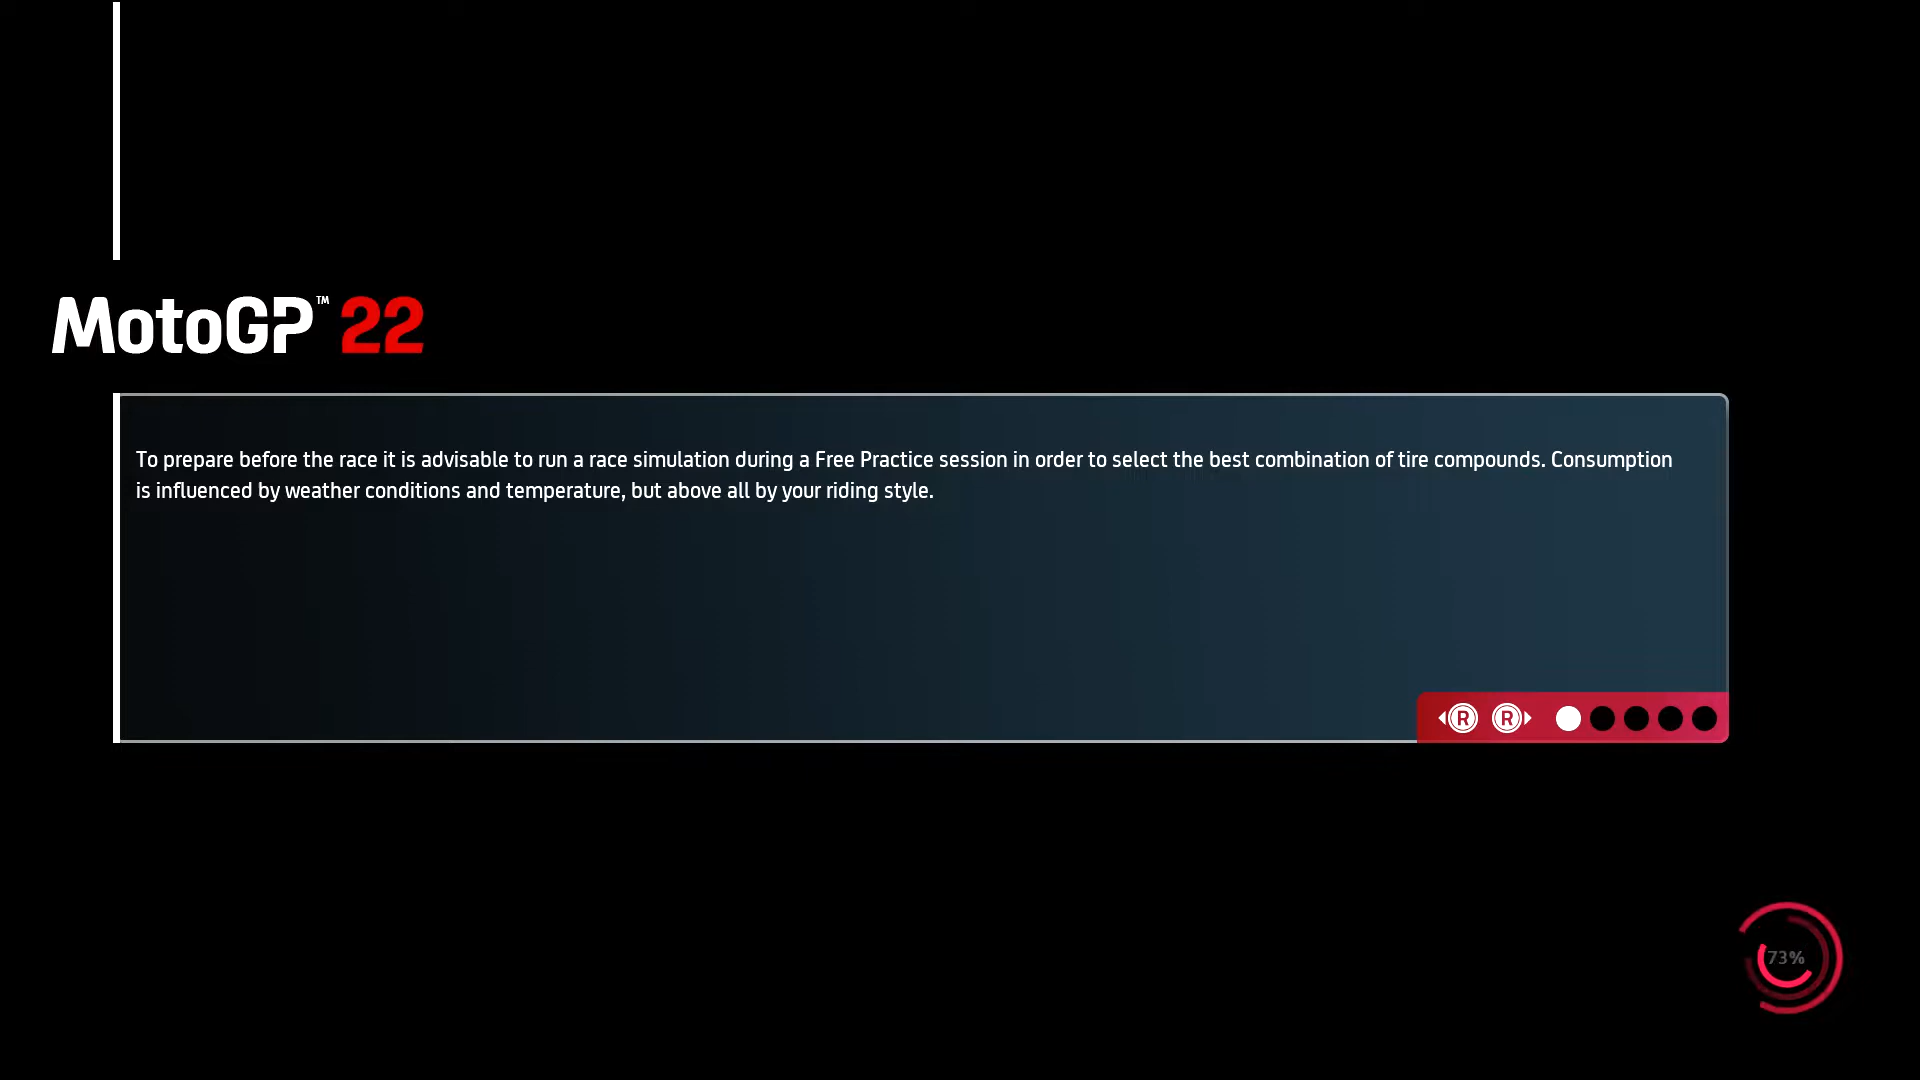 MotoGP™ 22
To prepare before the race it is advisable to run a race simulation during a Free Practice session in order to select the best combination of tire compounds. Consumption
is influenced by weather conditions and temperature, but above all by your riding style.
R R
73%